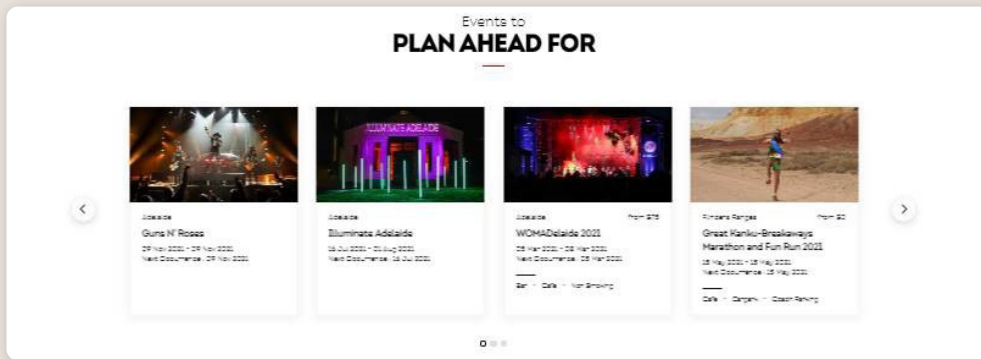 Events to
PLAN AHEAD FOR
ILLUMINATE ADELAIDE
Adelaide
Guns N' Roses
29 Nov 2021 - 29 Nov 2021
Next Occurrence: 29 Nov 2021
Adelaide
Illuminate Adelaide
16 Jul 2021 - 01 Aug 2021
Next Occurrence: 16 Jul 2021
Adelaide from $75
WOMADelaide 2021
05 Mar 2021 - 08 Mar 2021
Next Occurrence: 05 Mar 2021
Bar - Cafe - Non Smoking
Flinders Ranges from $0
Great Kanku-Breakaways
Marathon and Fun Run 2021
15 May 2021 - 15 May 2021
Next Occurrence: 15 May 2021
Cafe - Carpark - Coach Parking